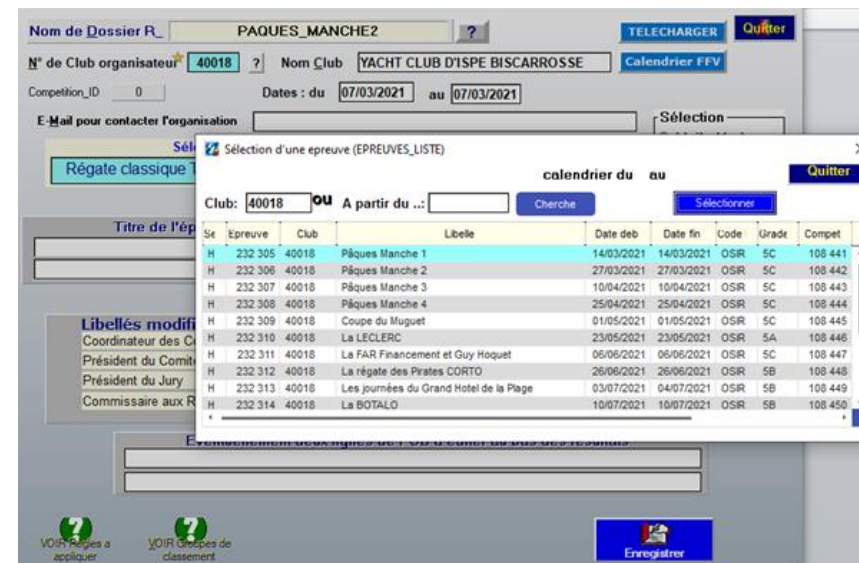 Nom de Dossier R_ PAQUES_MANCHE2 ? TELECHARGER Quitter
N° de Club organisateur 40018 ? Nom Club YACHT CLUB D'ISPE BISCARROSSE Calendrier FFV
Competition_ID 0 Dates : du 07/03/2021 au 07/03/2021
E-Mail pour contacter l'organisation Sélection
Sél
Sélection d'une epreuve (EPREUVES_LISTE)
Régate classique T
calendrier du au Quitter
Club: 40018 ou A partir du ..: Cherche Sélectionner
Titre de l'ép
Se Epreuve Club Libelle Date deb Date fin Code Grade Compet
H 232 305 40018 Pâques Manche 1 14/03/2021 14/03/2021 OSIR 5C 108 441
H 232 306 40018 Pâques Manche 2 27/03/2021 27/03/2021 OSIR 5C 108 442
H 232 307 40018 Pâques Manche 3 10/04/2021 10/04/2021 OSIR 5C 108 443
H 232 308 40018 Pâques Manche 4 25/04/2021 25/04/2021 OSIR 5C 108 444
H 232 309 40018 Coupe du Muguet 01/05/2021 01/05/2021 OSIR 5C 108 445
H 232 310 40018 La LECLERC 23/05/2021 23/05/2021 OSIR 5A 108 446
H 232 311 40018 La FAR Financement et Guy Hoquet 06/06/2021 06/06/2021 OSIR 5C 108 447
H 232 312 40018 La régate des Pirates CORTO 26/06/2021 26/06/2021 OSIR 5B 108 448
H 232 313 40018 Les journées du Grand Hotel de la Plage 03/07/2021 04/07/2021 OSIR 5B 108 449
H 232 314 40018 La BOTALO 10/07/2021 10/07/2021 OSIR 5B 108 450
Libellés modifi
Coordinateur des C
Président du Comit
Président du Jury
Commissaire aux R
VOIR Règles a appliquer
VOIR Groupes de classement
Enregistrer